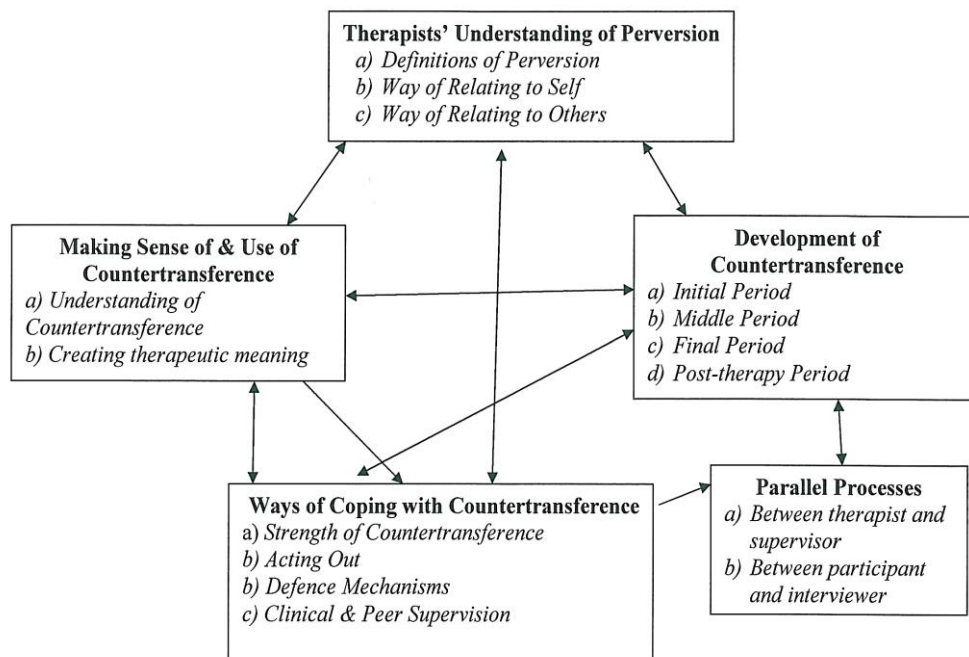 Therapists' Understanding of Perversion
a) Definitions of Perversion
b) Way of Relating to Self
c) Way of Relating to Others
Making Sense of & Use of
Countertransference
a) Understanding of
Countertransference
b) Creating therapeutic meaning
Development of
Countertransference
a) Initial Period
b) Middle Period
c) Final Period
d) Post-therapy Period
Ways of Coping with Countertransference
a) Strength of Countertransference
b) Acting Out
b) Defence Mechanisms
c) Clinical & Peer Supervision
Parallel Processes
a) Between therapist and
supervisor
b) Between participant
and interviewer